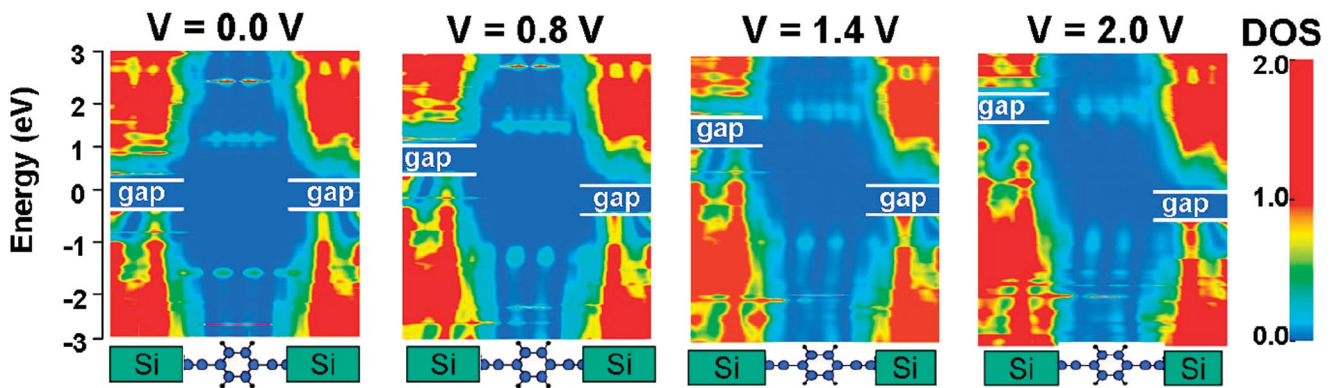 V = 0.0 V V = 0.8 V V = 1.4 V V = 2.0 V DOS
Energy (eV)
3
2
1
0
-1
-2
-3
gap gap
gap gap
gap gap
gap gap
2.0
1.0
0.0
Si Si Si Si Si Si Si Si